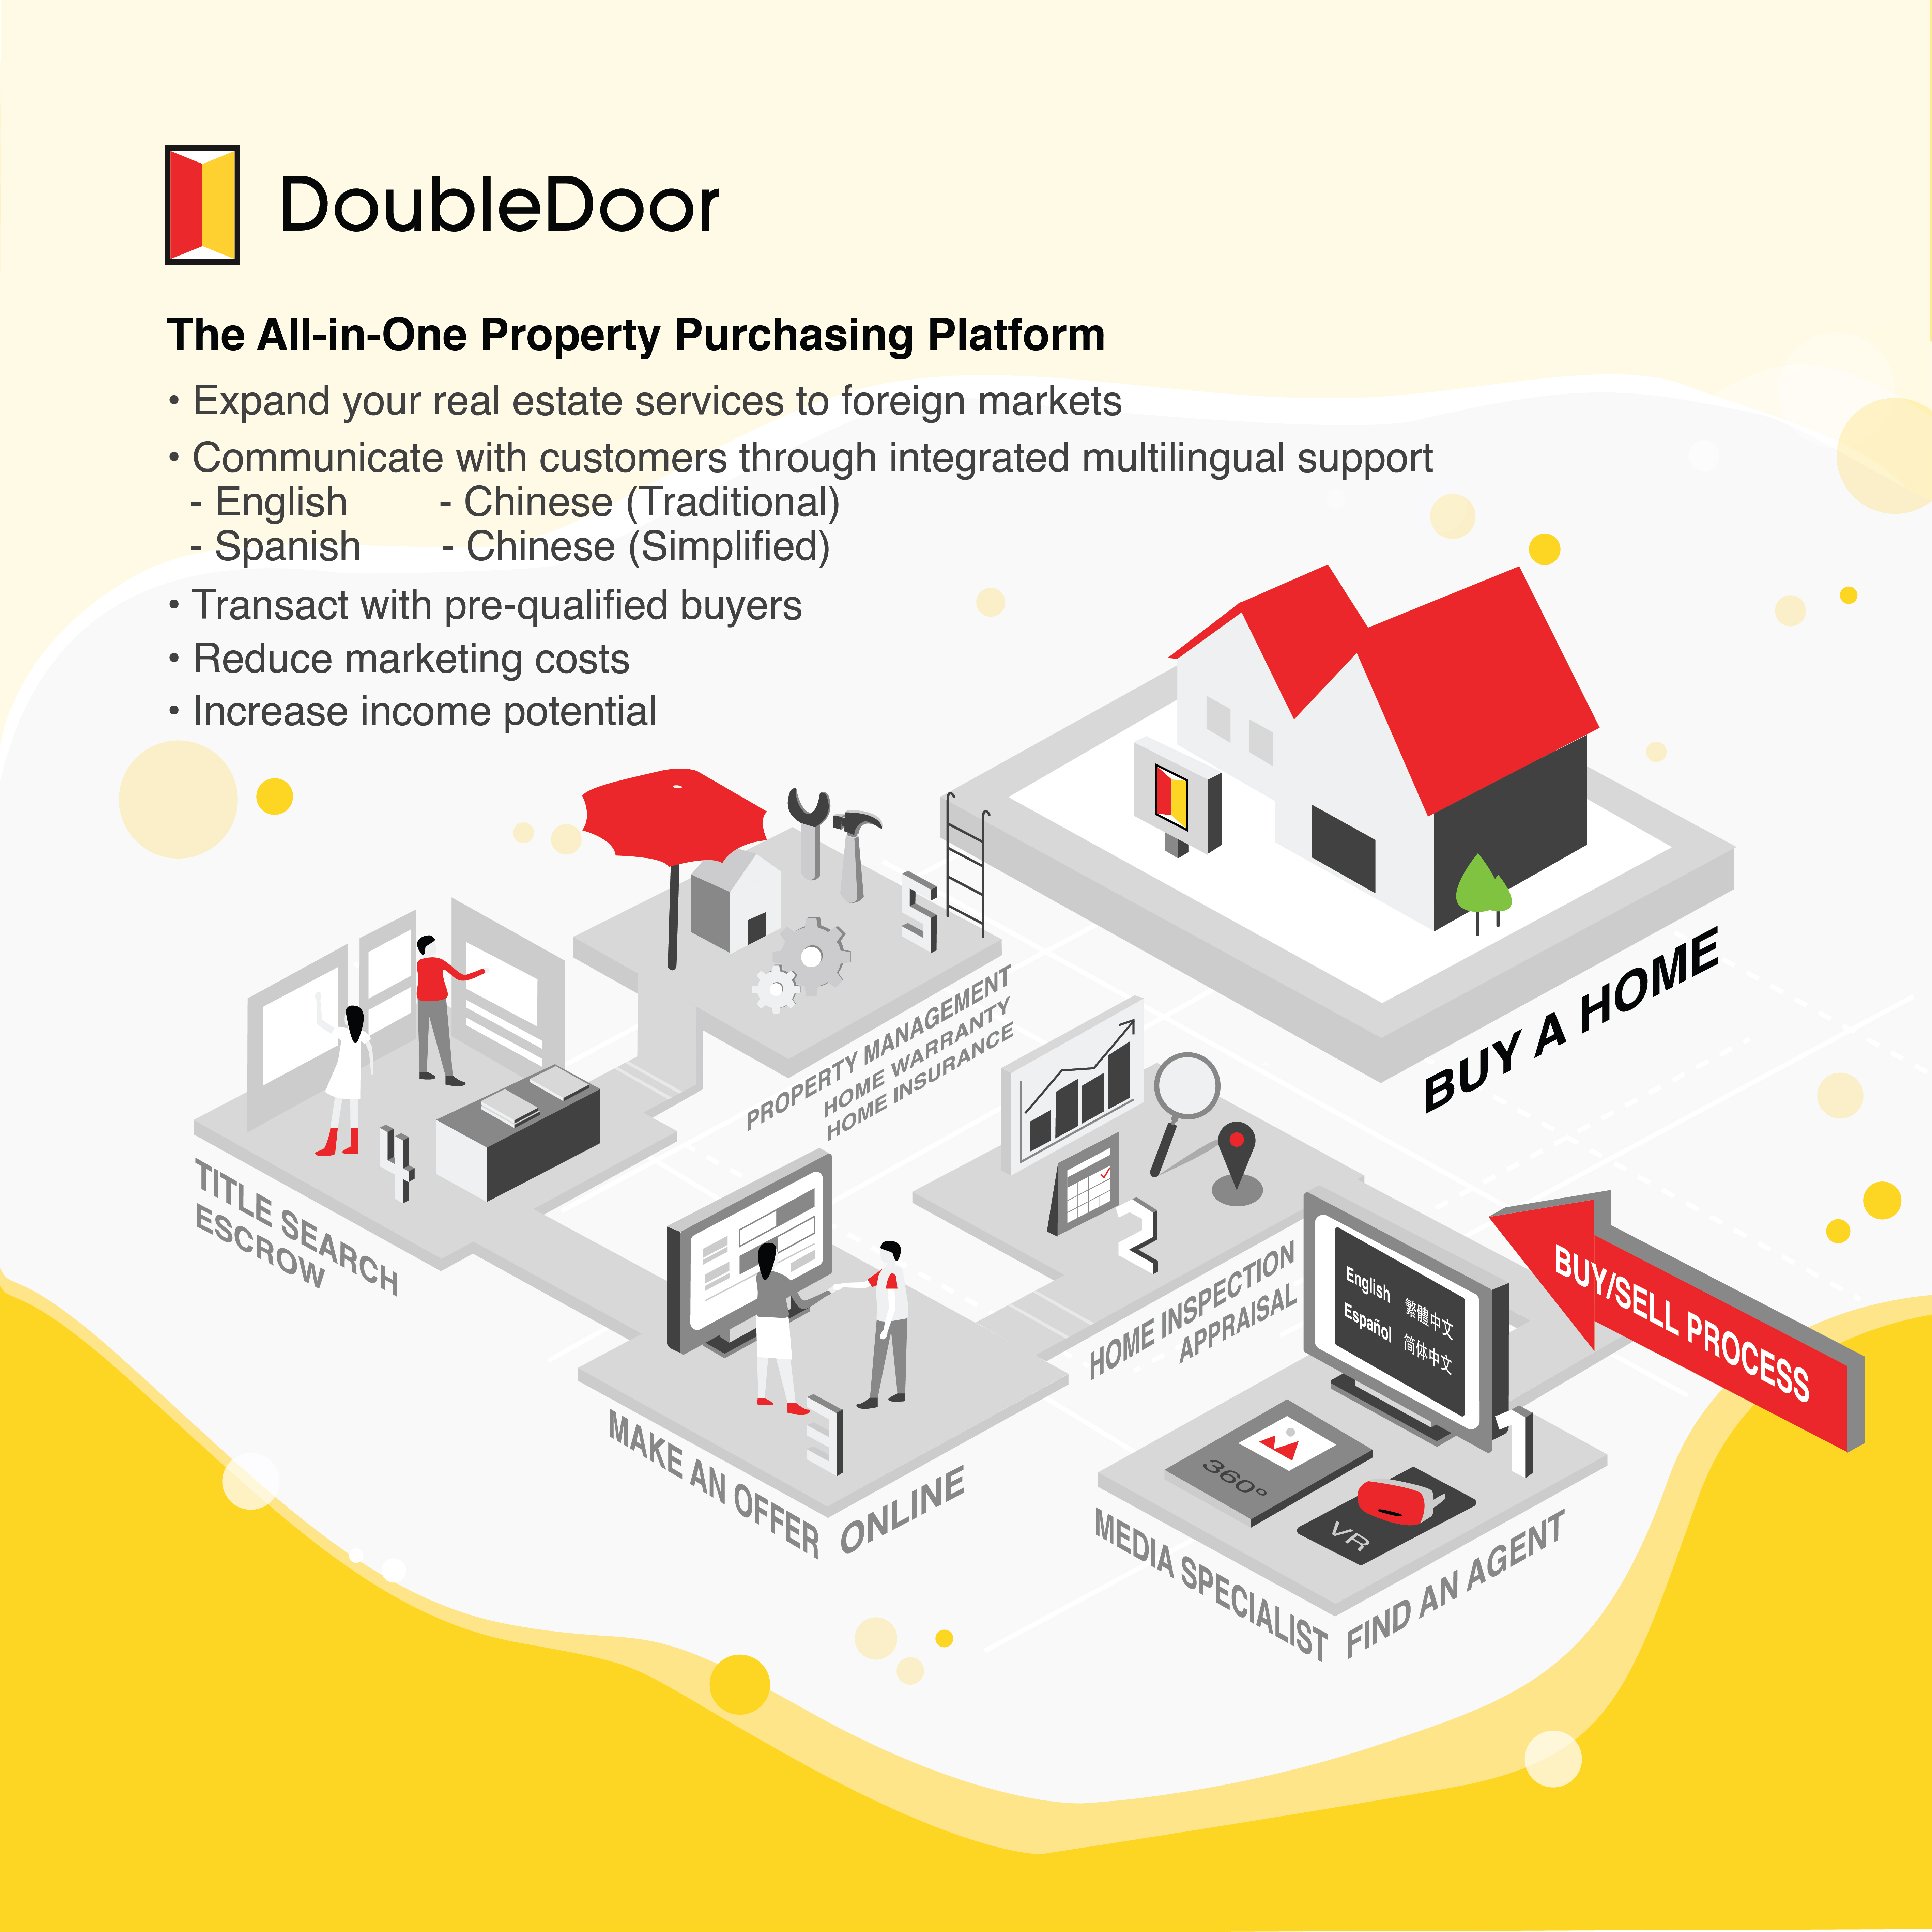 DoubleDoor
The All-in-One Property Purchasing Platform
• Expand your real estate services to foreign markets
• Communicate with customers through integrated multilingual support
- English - Chinese (Traditional)
- Spanish - Chinese (Simplified)
• Transact with pre-qualified buyers
• Reduce marketing costs
• Increase income potential
BUY A HOME
5
PROPERTY MANAGEMENT
HOME WARRANTY
HOME INSURANCE
4
TITLE SEARCH
ESCROW
2
HOME INSPECTION
APPRAISAL
3
MAKE AN OFFER ONLINE
BUY/SELL PROCESS
English 繁體中文
Español 简体中文
1
360°
VR
MEDIA SPECIALIST FIND AN AGENT